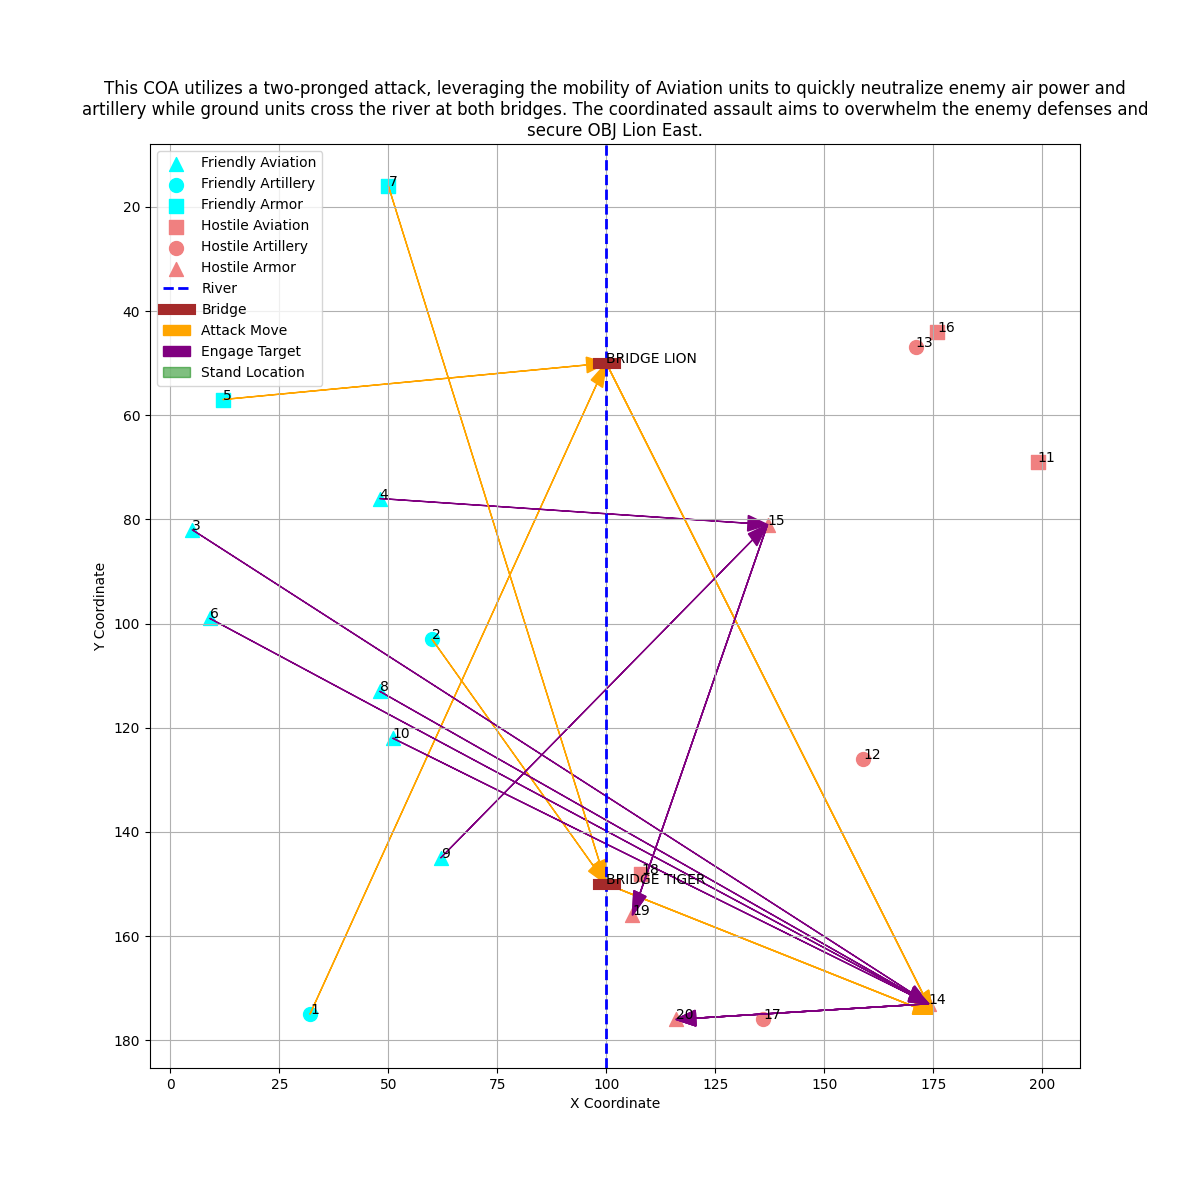 This COA utilizes a two-pronged attack, leveraging the mobility of Aviation units to quickly neutralize enemy air power and
artillery while ground units cross the river at both bridges. The coordinated assault aims to overwhelm the enemy defenses and
secure OBJ Lion East.
Friendly Aviation
Friendly Artillery
Friendly Armor
Hostile Aviation
Hostile Artillery
Hostile Armor
River
Bridge
Attack Move
Engage Target
Stand Location
7
16
13
BRIDGE LION
5
11
4
15
3
6
2
8
10
12
9
18
BRIDGE TIGER
19
14
1
20
17
20
40
60
80
100
120
140
160
180
Y Coordinate
0
25
50
75
100
125
150
175
200
X Coordinate